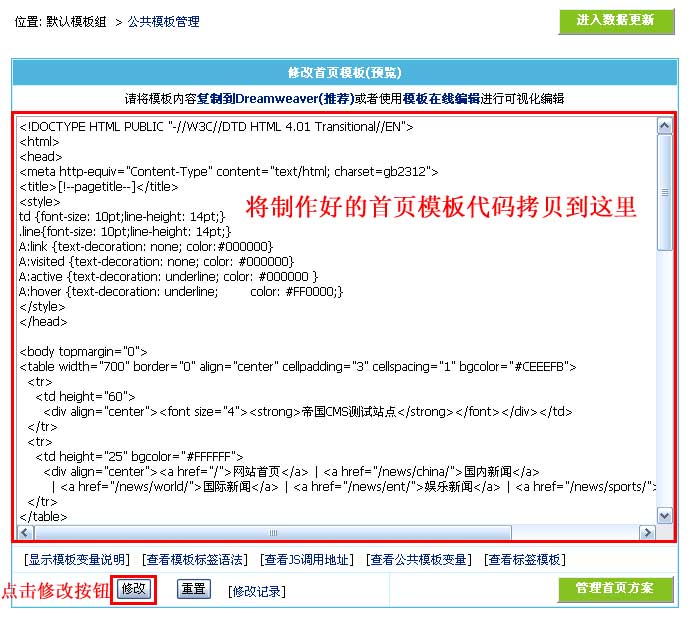 位置: 默认模板组 > 公共模板管理
进入数据更新
修改首页模板(预览)
请将模板内容复制到Dreamweaver(推荐)或者使用模板在线编辑进行可视化编辑
<!DOCTYPE HTML PUBLIC "-//W3C//DTD HTML 4.01 Transitional//EN">
<html>
<head>
<meta http-equiv="Content-Type" content="text/html; charset=gb2312">
<title>[!--pagetitle--]</title>
<style>
td {font-size: 10pt;line-height: 14pt;}
将制作好的首页模板代码拷贝到这里
.line{font-size: 10pt;line-height: 14pt;}
A:link {text-decoration: none; color:#000000}
A:visited {text-decoration: none; color: #000000}
A:active {text-decoration: underline; color: #000000 }
A:hover {text-decoration: underline; color: #FF0000;}
</style>
</head>
<body topmargin="0">
<table width="700" border="0" align="center" cellpadding="3" cellspacing="1" bgcolor="#CEEEFB">
<tr>
<td height="60">
<div align="center"><font size="4"><strong>帝国CMS测试站点</strong></font></div></td>
</tr>
<tr>
<td height="25" bgcolor="#FFFFFF">
<div align="center"><a href="/">网站首页</a> | <a href="/news/china/">国内新闻</a>
| <a href="/news/world/">国际新闻</a> | <a href="/news/ent/">娱乐新闻</a> | <a href="/news/sports/">
</tr>
</table>
[显示模板变量说明] [查看模板标签语法] [查看JS调用地址] [查看公共模板变量] [查看标签模板]
点击修改按钮 修改 重置 [修改记录] 管理首页方案